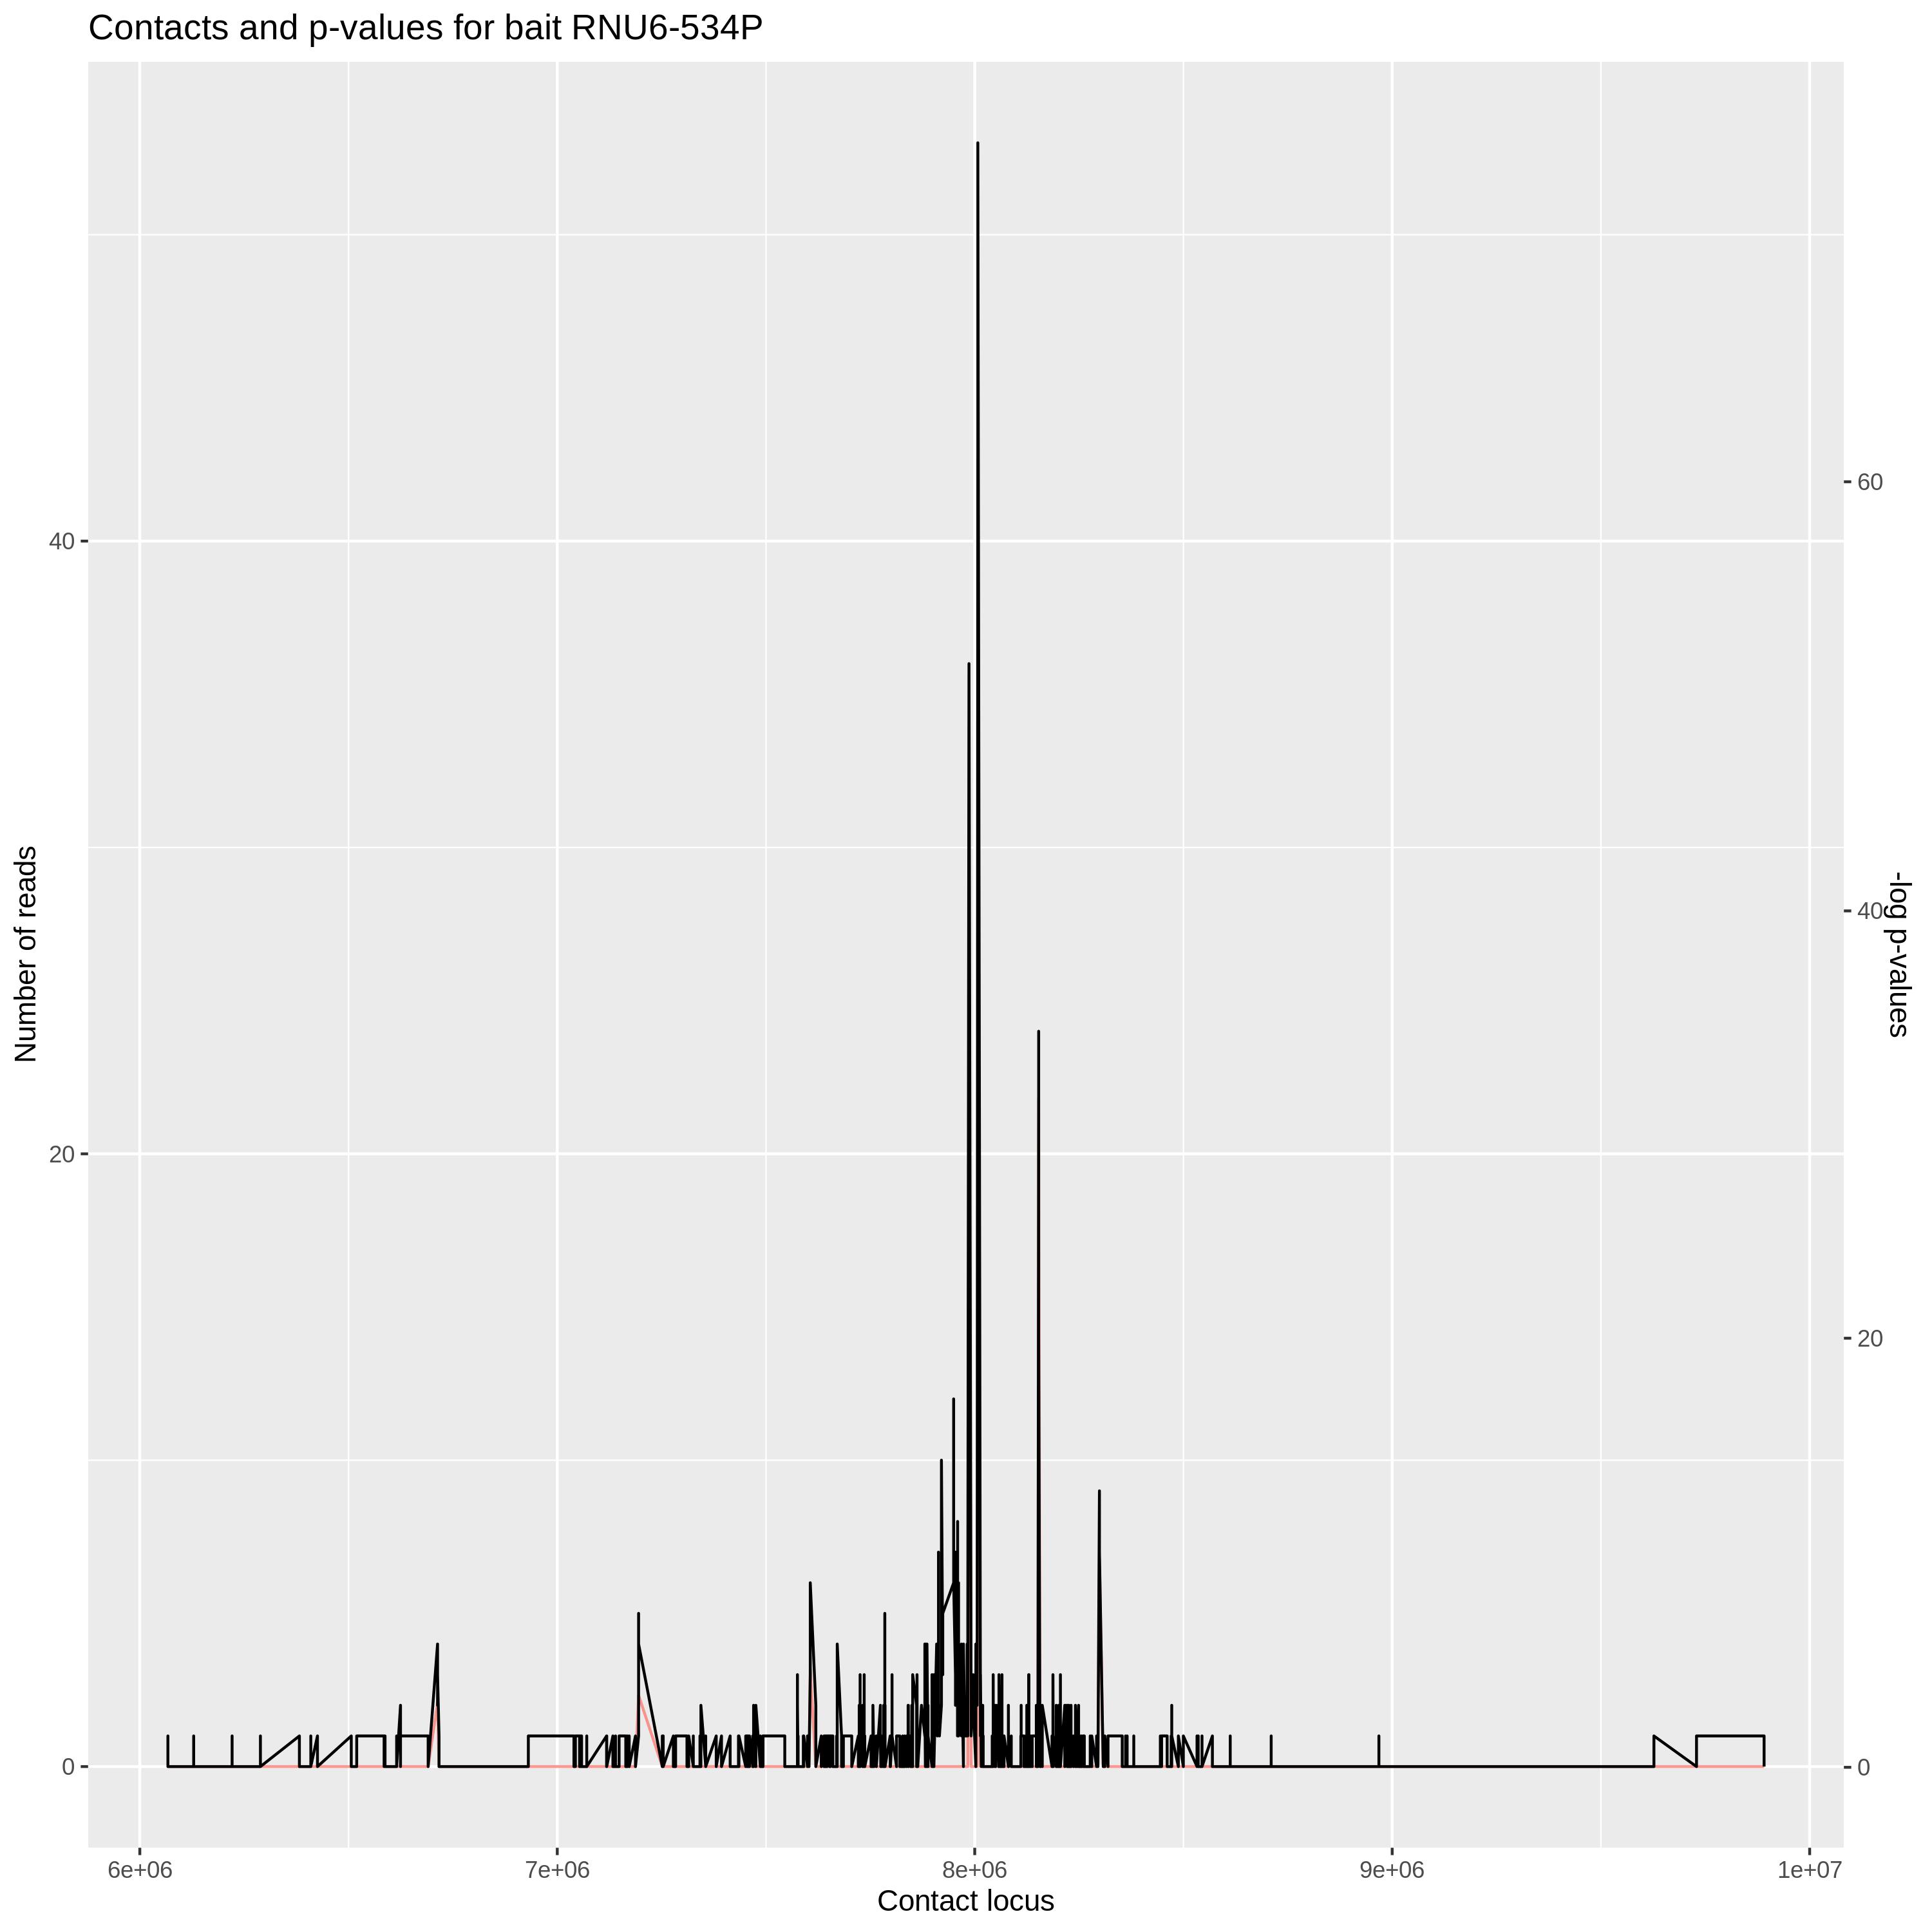 Contacts and p-values for bait RNU6-534P
Number of reads
40
20
0
60
40
20
0
-log p-values
6e+06
7e+06
8e+06
9e+06
1e+07
Contact locus